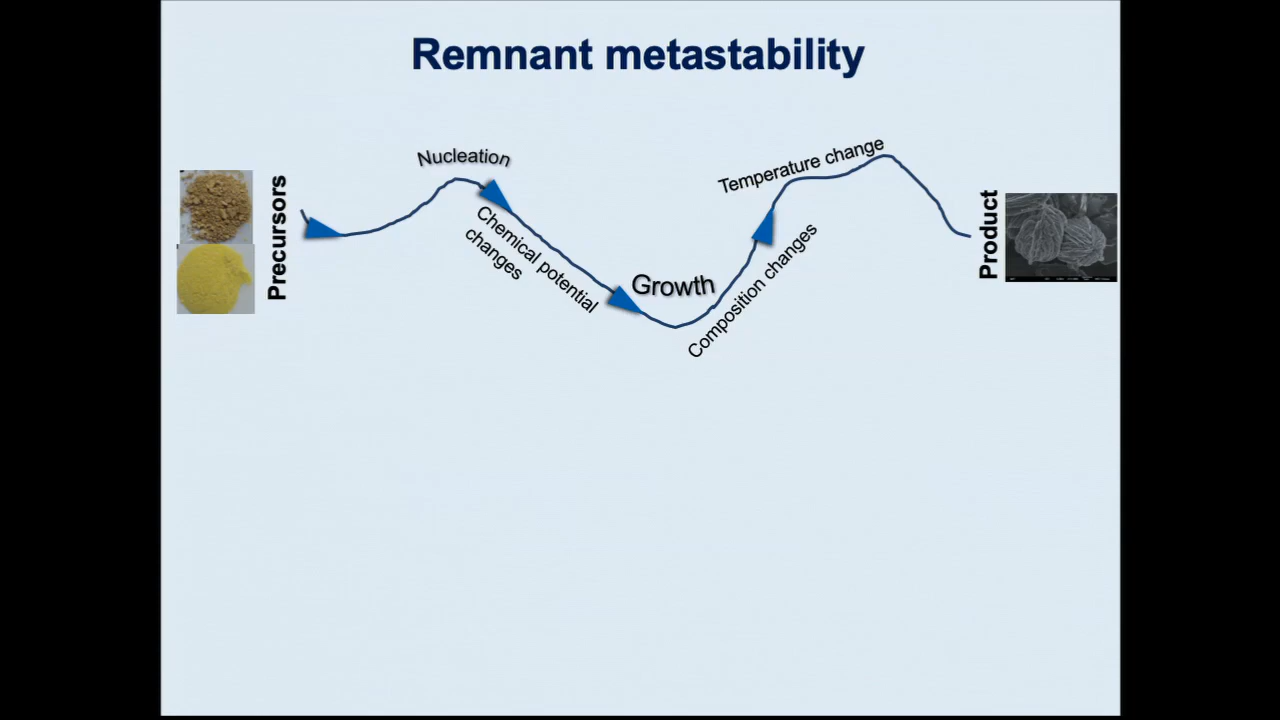 Remnant metastability
Precursors
Nucleation
Chemical potential
changes
Growth
Composition changes
Temperature change
Product